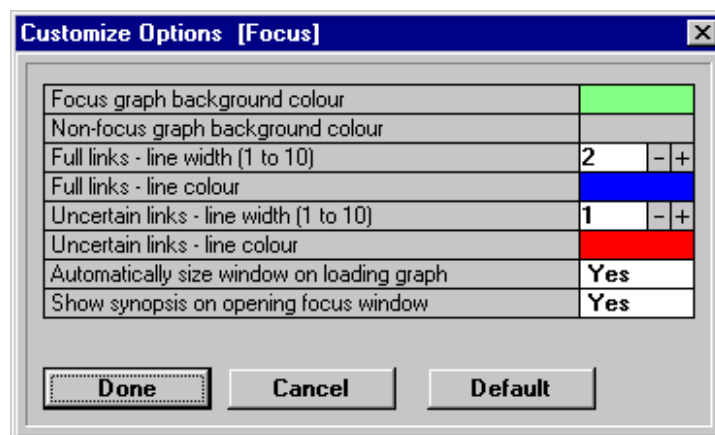 Customize Options [Focus]
Focus graph background colour
Non-focus graph background colour
Full links - line width (1 to 10) 2 - +
Full links - line colour
Uncertain links - line width (1 to 10) 1 - +
Uncertain links - line colour
Automatically size window on loading graph Yes
Show synopsis on opening focus window Yes
Done Cancel Default